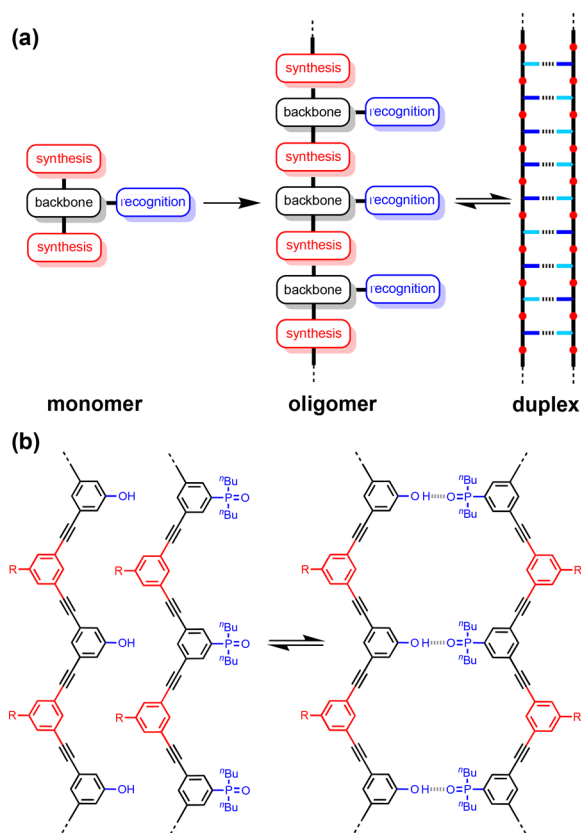 (a)
synthesis
backbone recognition
synthesis
synthesis
backbone recognition
synthesis
backbone recognition
synthesis
backbone recognition
synthesis
monomer oligomer duplex
(b)
OH
R
OH
R
OH
ⁿBu
P=O
ⁿBu
R
ⁿBu
P=O
ⁿBu
R
ⁿBu
P=O
ⁿBu
ⁿBu
OH O=P
ⁿBu
R R
ⁿBu
OH O=P
ⁿBu
R R
ⁿBu
OH O=P
ⁿBu